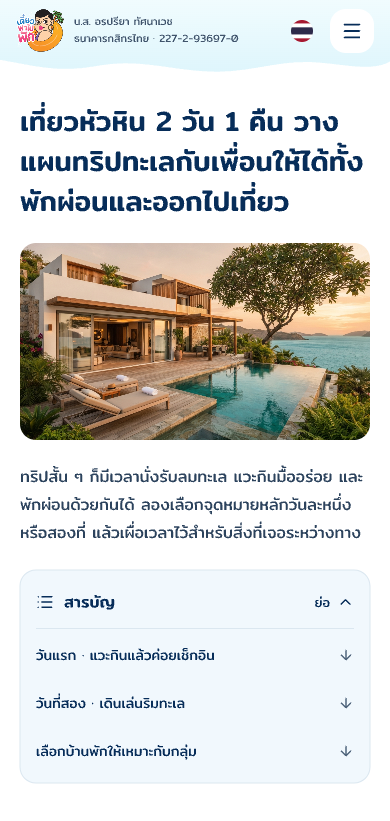 เที่ยว
พาไป
พัก
น.ส. อรปรียา ทัศนาเวช
ธนาคารกสิกรไทย · 227-2-93697-0
เที่ยวหัวหิน 2 วัน 1 คืน วาง
แผนทริปทะเลกับเพื่อนให้ได้ทั้ง
พักผ่อนและออกไปเที่ยว
ทริปสั้น ๆ ก็มีเวลานั่งรับลมทะเล แวะกินมื้ออร่อย และ
พักผ่อนด้วยกันได้ ลองเลือกจุดหมายหลักวันละหนึ่ง
หรือสองที่ แล้วเผื่อเวลาไว้สำหรับสิ่งที่เจอระหว่างทาง
สารบัญ
ย่อ
วันแรก · แวะกินแล้วค่อยเช็กอิน
วันที่สอง · เดินเล่นริมทะเล
เลือกบ้านพักให้เหมาะกับกลุ่ม